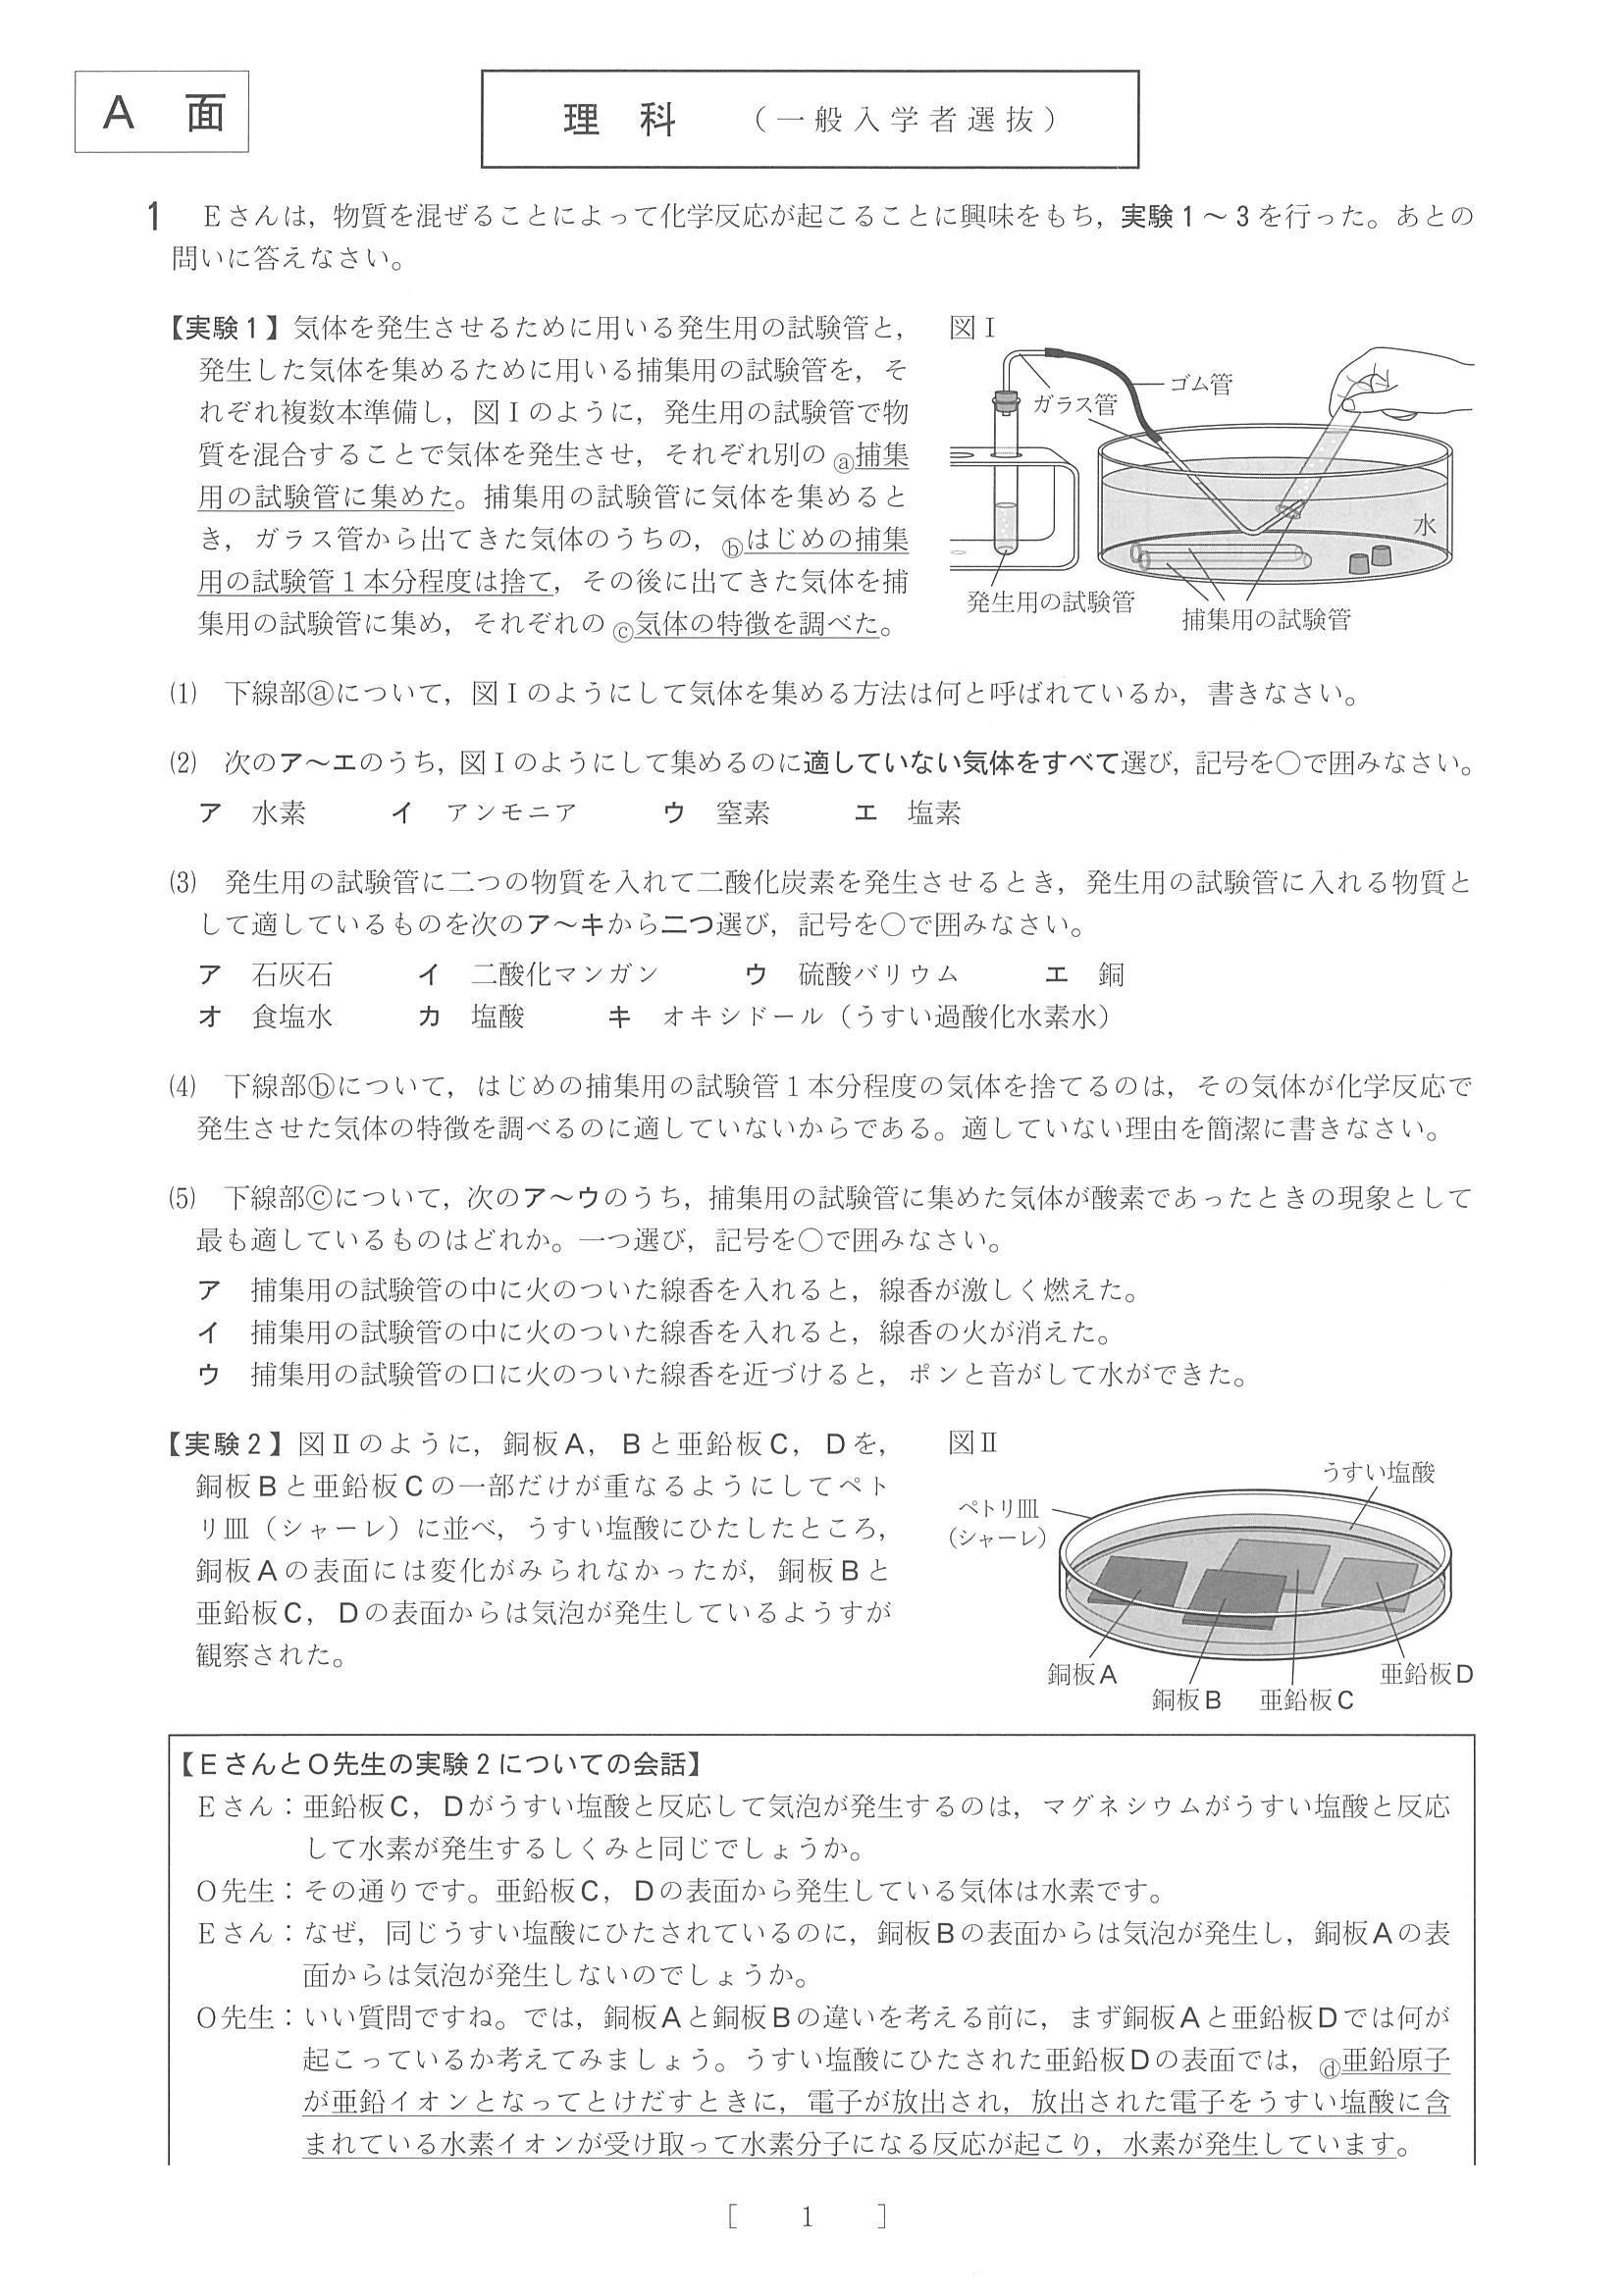 A 面
理 科 （一般入学者選抜）
1 Eさんは，物質を混ぜることによって化学反応が起こることに興味をもち，実験1～3を行った。あとの
問いに答えなさい。
【実験1】気体を発生させるために用いる発生用の試験管と，
発生した気体を集めるために用いる捕集用の試験管を，そ
れぞれ複数本準備し，図Ⅰのように，発生用の試験管で物
質を混合することで気体を発生させ，それぞれ別のⓐ捕集
用の試験管に集めた。捕集用の試験管に気体を集めると
き，ガラス管から出てきた気体のうちの，ⓑはじめの捕集
用の試験管1本分程度は捨て，その後に出てきた気体を捕
集用の試験管に集め，それぞれのⓒ気体の特徴を調べた。
図Ⅰ
ゴム管
ガラス管
水
発生用の試験管
捕集用の試験管
(1) 下線部ⓐについて，図Ⅰのようにして気体を集める方法は何と呼ばれているか，書きなさい。
(2) 次のア～エのうち，図Ⅰのようにして集めるのに適していない気体をすべて選び，記号を○で囲みなさい。
ア 水素 イ アンモニア ウ 窒素 エ 塩素
(3) 発生用の試験管に二つの物質を入れて二酸化炭素を発生させるとき，発生用の試験管に入れる物質と
して適しているものを次のア～キから二つ選び，記号を○で囲みなさい。
ア 石灰石 イ 二酸化マンガン ウ 硫酸バリウム エ 銅
オ 食塩水 カ 塩酸 キ オキシドール（うすい過酸化水素水）
(4) 下線部ⓑについて，はじめの捕集用の試験管1本分程度の気体を捨てるのは，その気体が化学反応で
発生させた気体の特徴を調べるのに適していないからである。適していない理由を簡潔に書きなさい。
(5) 下線部ⓒについて，次のア～ウのうち，捕集用の試験管に集めた気体が酸素であったときの現象として
最も適しているものはどれか。一つ選び，記号を○で囲みなさい。
ア 捕集用の試験管の中に火のついた線香を入れると，線香が激しく燃えた。
イ 捕集用の試験管の中に火のついた線香を入れると，線香の火が消えた。
ウ 捕集用の試験管の口に火のついた線香を近づけると，ポンと音がして水ができた。
【実験2】図Ⅱのように，銅板A，Bと亜鉛板C，Dを，
銅板Bと亜鉛板Cの一部だけが重なるようにしてペト
リ皿（シャーレ）に並べ，うすい塩酸にひたしたところ，
銅板Aの表面には変化がみられなかったが，銅板Bと
亜鉛板C，Dの表面からは気泡が発生しているようすが
観察された。
図Ⅱ
うすい塩酸
ペトリ皿
（シャーレ）
銅板A
銅板B
亜鉛板C
亜鉛板D
【EさんとO先生の実験2についての会話】
Eさん：亜鉛板C，Dがうすい塩酸と反応して気泡が発生するのは，マグネシウムがうすい塩酸と反応
して水素が発生するしくみと同じでしょうか。
O先生：その通りです。亜鉛板C，Dの表面から発生している気体は水素です。
Eさん：なぜ，同じうすい塩酸にひたされているのに，銅板Bの表面からは気泡が発生し，銅板Aの表
面からは気泡が発生しないのでしょうか。
O先生：いい質問ですね。では，銅板Aと銅板Bの違いを考える前に，まず銅板Aと亜鉛板Dでは何が
起こっているか考えてみましょう。うすい塩酸にひたされた亜鉛板Dの表面では，ⓓ亜鉛原子
が亜鉛イオンとなってとけだすときに，電子が放出され，放出された電子をうすい塩酸に含
まれている水素イオンが受け取って水素分子になる反応が起こり，水素が発生しています。
［ 1 ］